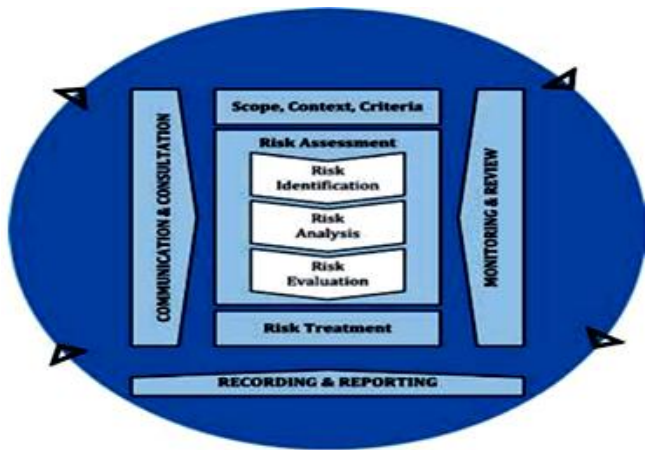 Scope, Context, Criteria
COMMUNICATION & CONSULTATION
Risk Assessment
Risk
Identification
Risk
Analysis
Risk
Evaluation
MONITORING & REVIEW
Risk Treatment
RECORDING & REPORTING